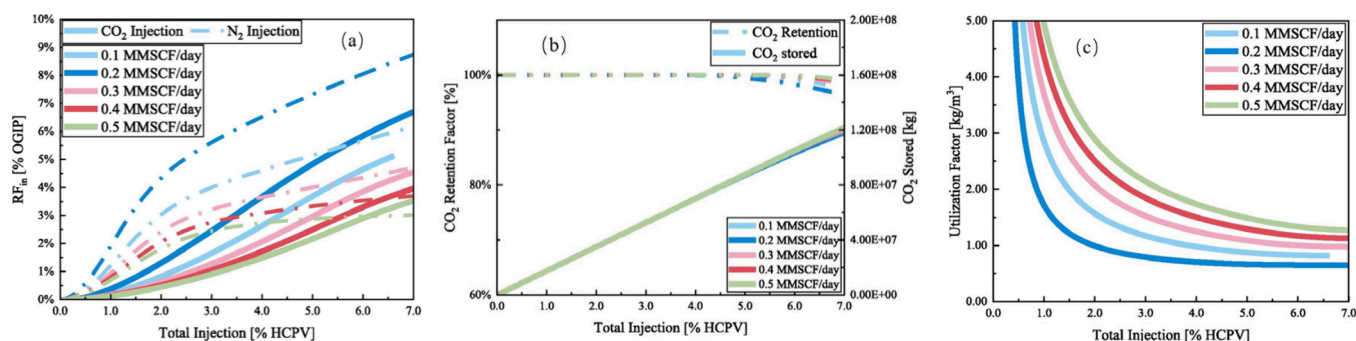 CO2 Injection
N2 Injection
(a)
0.1 MMSCF/day
0.2 MMSCF/day
0.3 MMSCF/day
0.4 MMSCF/day
0.5 MMSCF/day
10%
9%
8%
7%
6%
5%
4%
3%
2%
1%
0%
RFin [% OGIP]
0.0
1.0
2.0
3.0
4.0
5.0
6.0
7.0
Total Injection [% HCPV]
(b)
CO2 Retention
CO2 stored
100%
80%
60%
CO2 Retention Factor [%]
2.00E+08
1.60E+08
1.20E+08
8.00E+07
4.00E+07
0.00E+00
CO2 Stored [kg]
0.1 MMSCF/day
0.2 MMSCF/day
0.3 MMSCF/day
0.4 MMSCF/day
0.5 MMSCF/day
0.0
1.0
2.0
3.0
4.0
5.0
6.0
7.0
Total Injection [% HCPV]
(c)
0.1 MMSCF/day
0.2 MMSCF/day
0.3 MMSCF/day
0.4 MMSCF/day
0.5 MMSCF/day
5.00
4.00
3.00
2.00
1.00
0.00
Utilization Factor [kg/m³]
0.0
1.0
2.0
3.0
4.0
5.0
6.0
7.0
Total Injection [% HCPV]